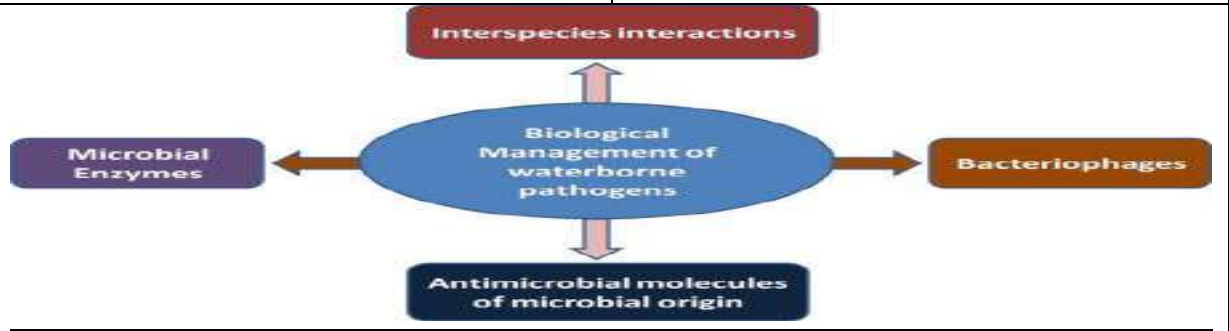 Interspecies interactions
Biological
Management of
waterborne
pathogens
Microbial
Enzymes
Bacteriophages
Antimicrobial molecules
of microbial origin